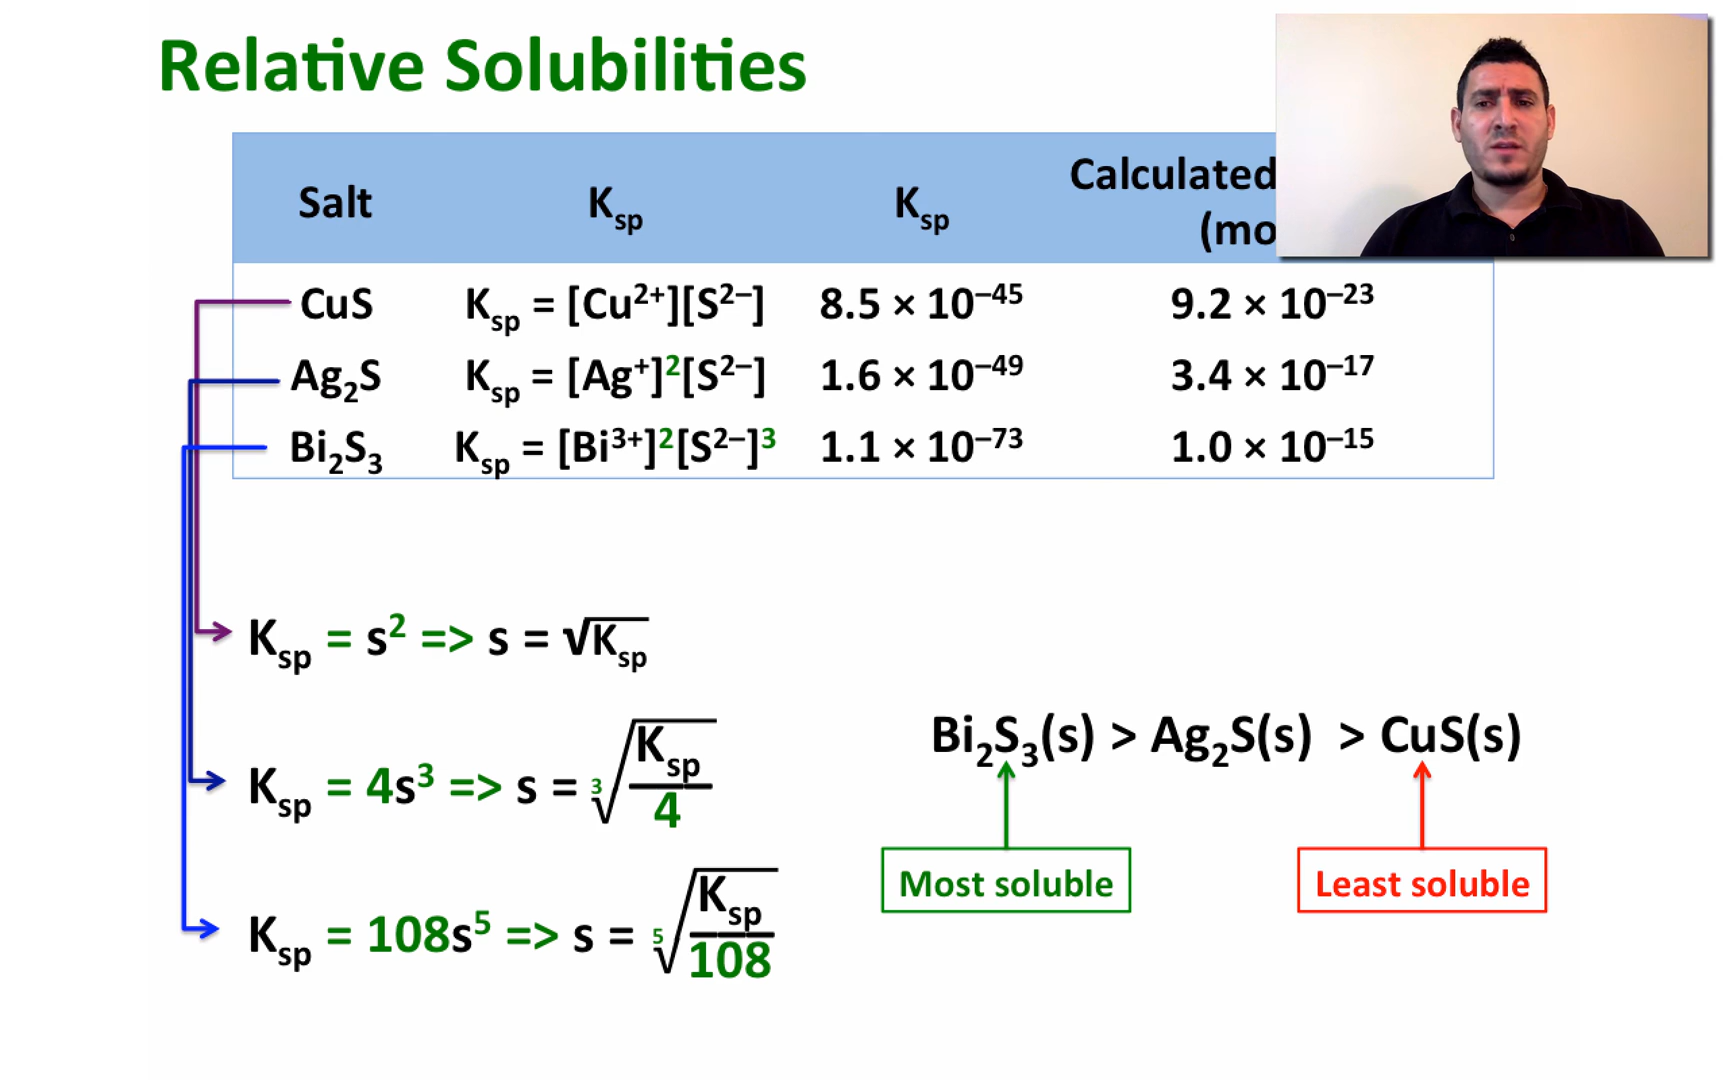 Relative Solubilities
Salt Ksp Ksp Calculated
CuS Ksp = [Cu²⁺][S²⁻] 8.5 × 10⁻⁴⁵ 9.2 × 10⁻²³
Ag₂S Ksp = [Ag⁺]²[S²⁻] 1.6 × 10⁻⁴⁹ 3.4 × 10⁻¹⁷
Bi₂S₃ Ksp = [Bi³⁺]²[S²⁻]³ 1.1 × 10⁻⁷³ 1.0 × 10⁻¹⁵
Ksp = s² => s = √Ksp
Ksp = 4s³ => s = ³√(Ksp/4)
Ksp = 108s⁵ => s = ⁵√(Ksp/108)
Bi₂S₃(s) > Ag₂S(s) > CuS(s)
Most soluble
Least soluble